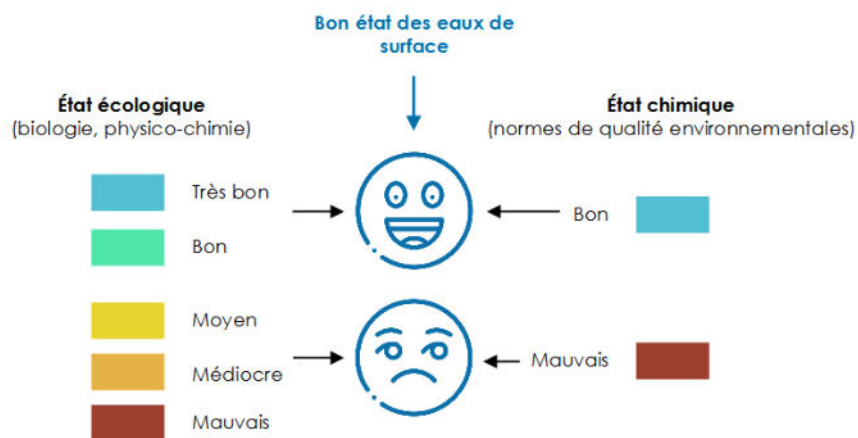 Bon état des eaux de
surface
État écologique
(biologie, physico-chimie)
État chimique
(normes de qualité environnementales)
Très bon
Bon
Bon
Moyen
Médiocre
Mauvais
Mauvais